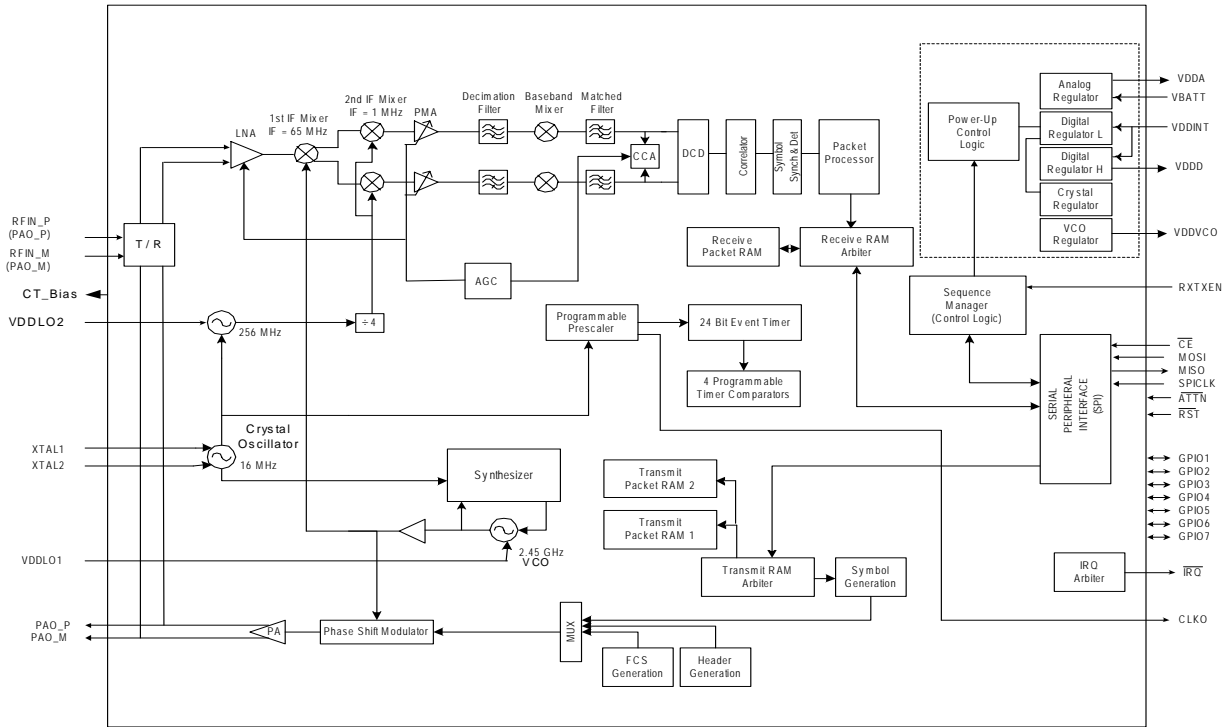 2nd IF Mixer
IF = 1 MHz
PMA
Decimation
Filter
Baseband
Mixer
Matched
Filter
1st IF Mixer
IF = 65 MHz
LNA
CCA
DCD
Correlator
Symbol
Synch & Det
Packet
Processor
Power-Up
Control
Logic
Analog
Regulator
Digital
Regulator L
Digital
Regulator H
Crystal
Regulator
VCO
Regulator
VDDA
VBATT
VDDINT
VDDD
VDDVCO
RFIN_P
(PAO_P)
RFIN_M
(PAO_M)
T / R
CT_Bias
AGC
Receive
Packet RAM
Receive RAM
Arbiter
Sequence
Manager
(Control Logic)
RXTXEN
VDDLO2
256 MHz
÷4
Programmable
Prescaler
24 Bit Event Timer
4 Programmable
Timer Comparators
SERIAL
PERIPHERAL
INTERFACE
(SPI)
CE
MOSI
MISO
SPICLK
ATTN
RST
XTAL1
XTAL2
Crystal
Oscillator
16 MHz
Synthesizer
Transmit
Packet RAM 2
Transmit
Packet RAM 1
GPIO1
GPIO2
GPIO3
GPIO4
GPIO5
GPIO6
GPIO7
VDDLO1
2.45 GHz
VCO
Transmit RAM
Arbiter
Symbol
Generation
IRQ
Arbiter
IRQ
PAO_P
PAO_M
PA
Phase Shift Modulator
MUX
FCS
Generation
Header
Generation
CLKO